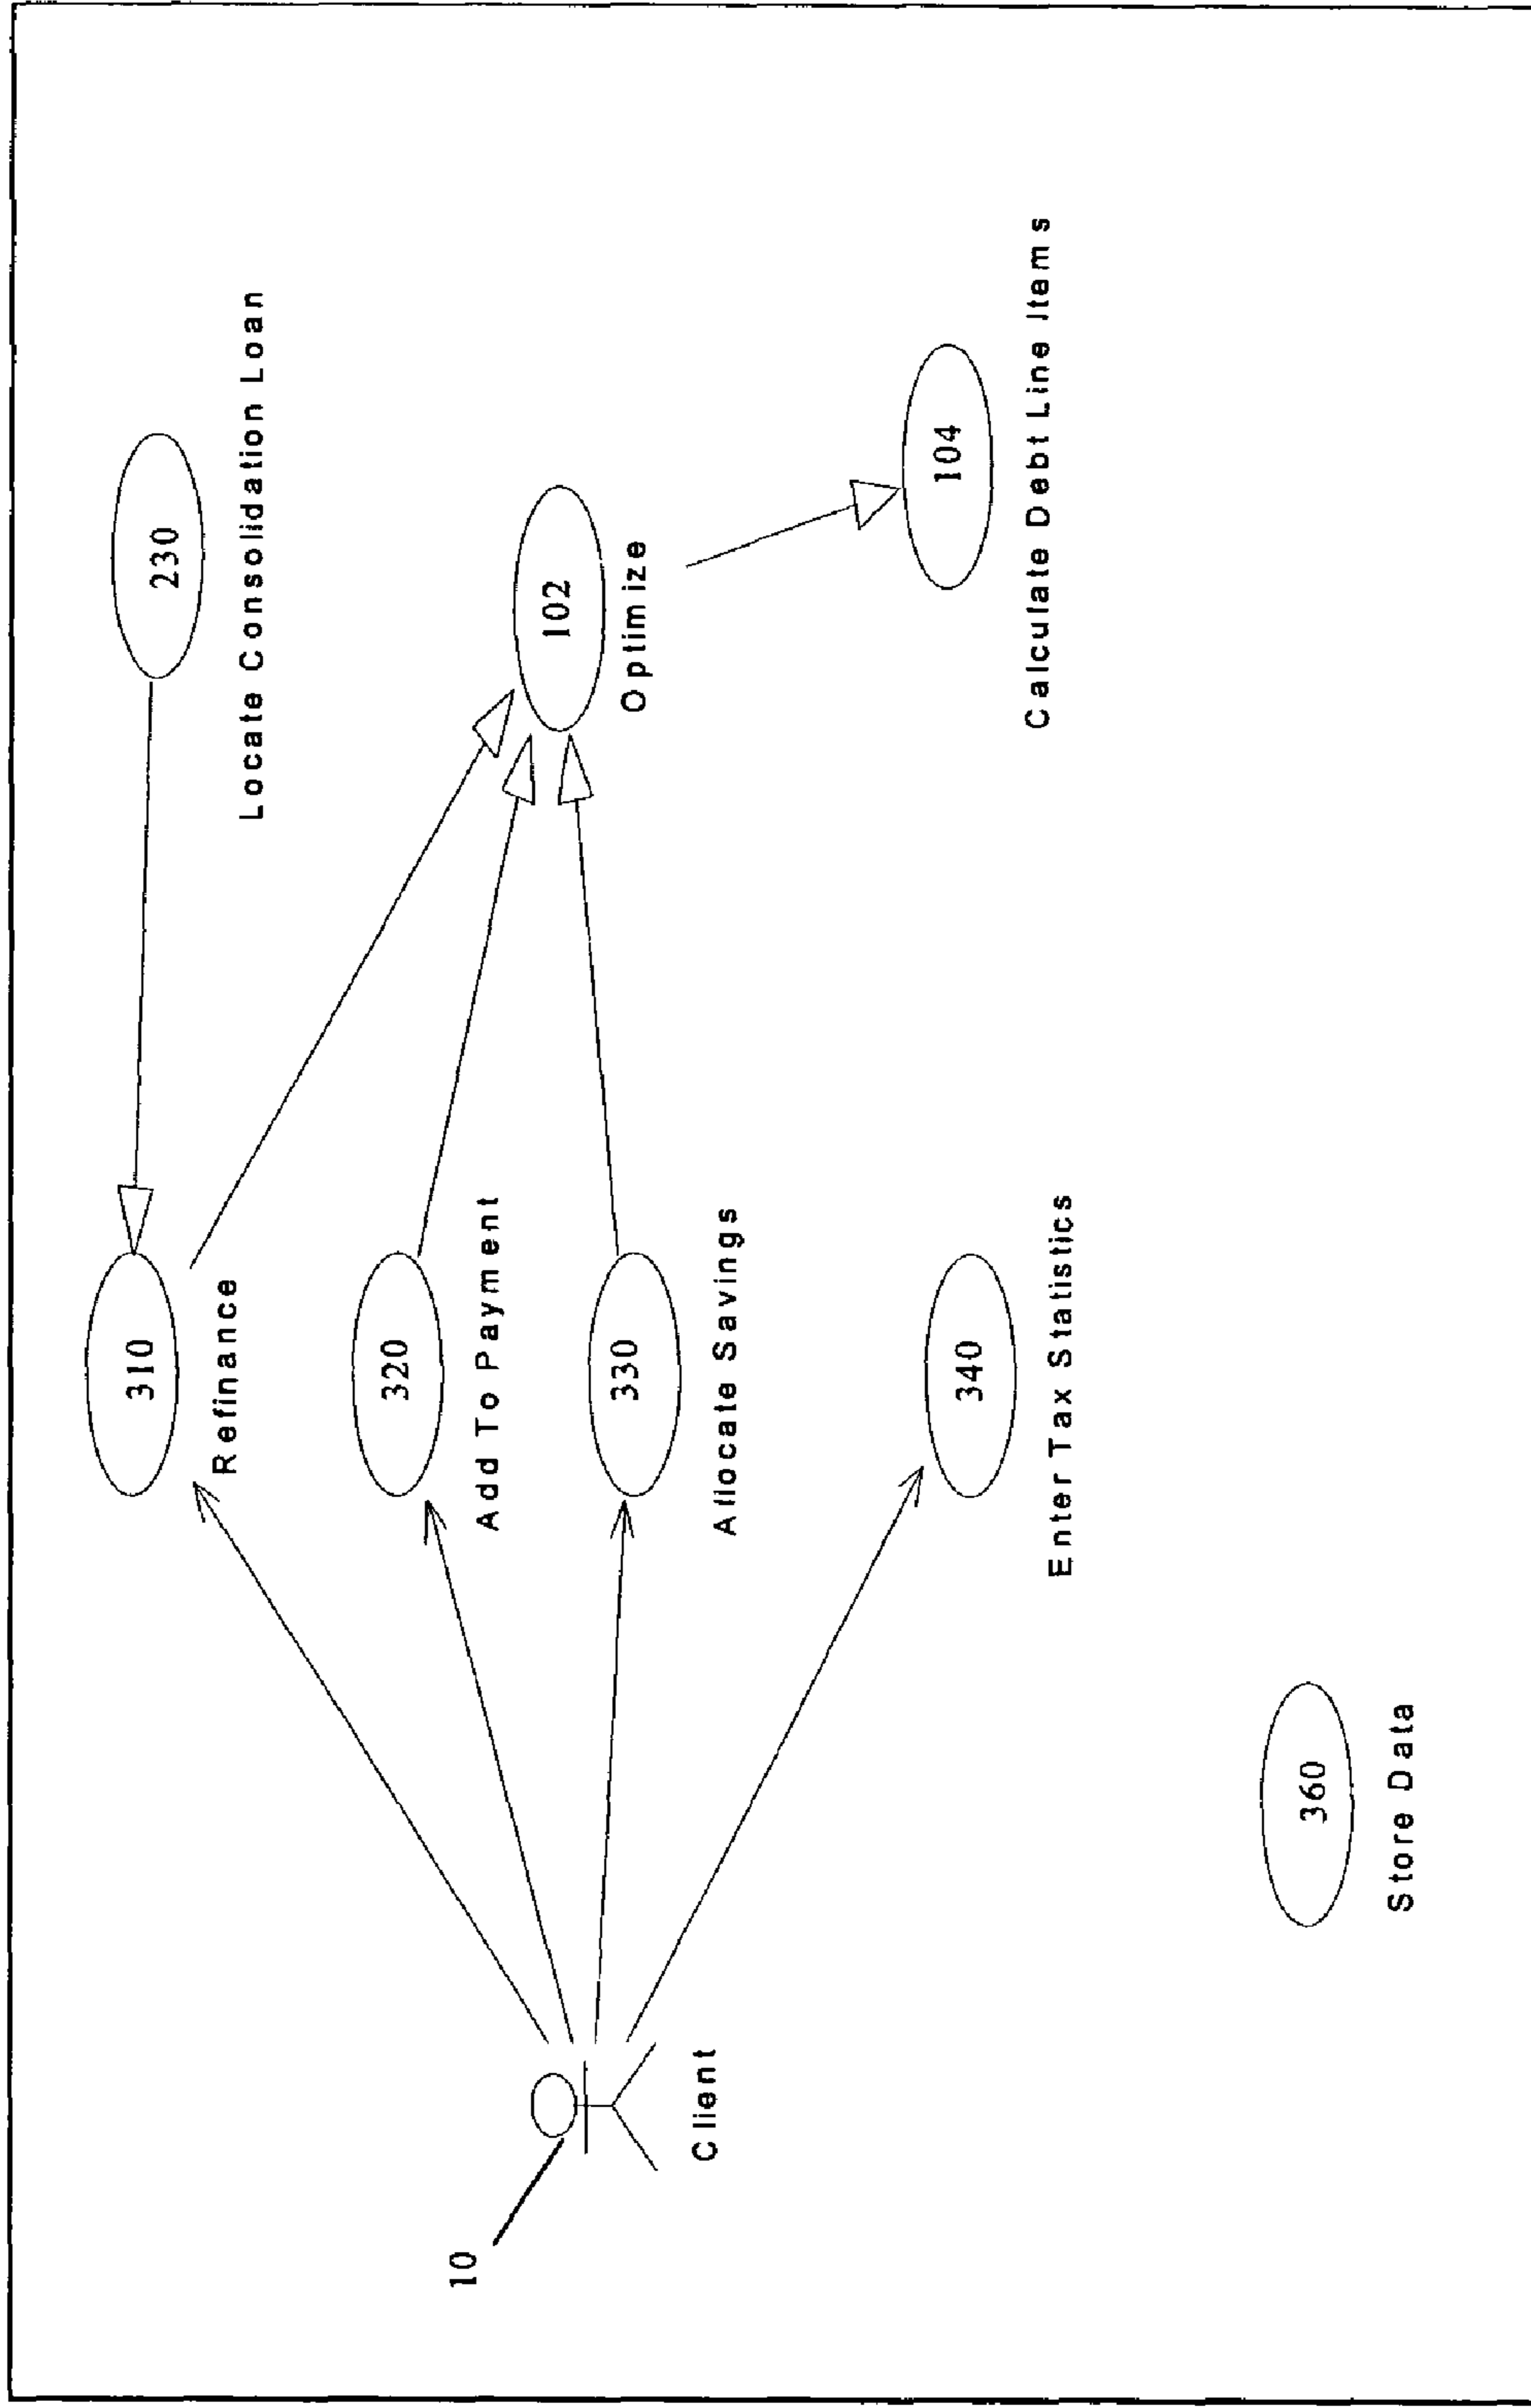 230
Locate Consolidation Loan
310
Refinance
320
Add To Payment
102
Optimize
10
Client
330
Allocate Savings
104
Calculate Debt Line Items
340
Enter Tax Statistics
360
Store Data